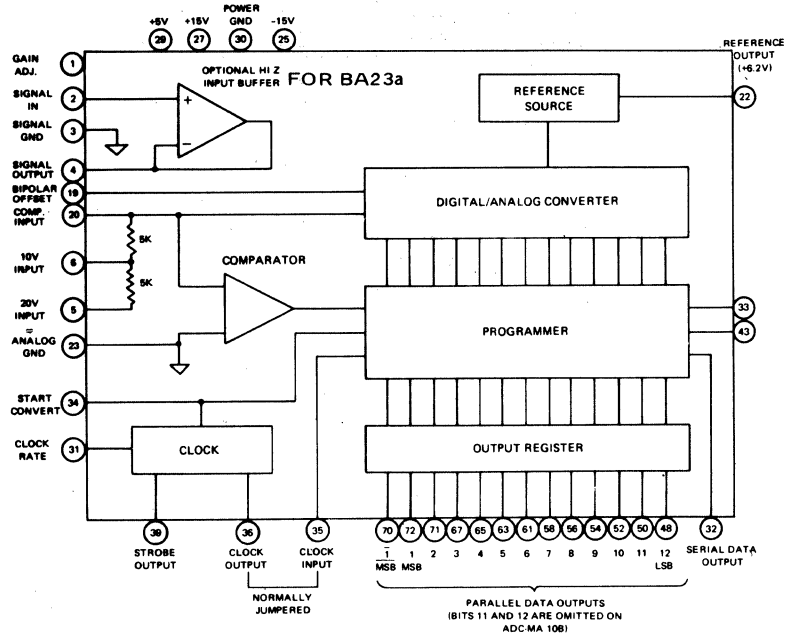 POWER
+5V +15V GND -15V
29 27 30 25
GAIN
ADJ. 1
OPTIONAL HI Z
INPUT BUFFER FOR BA23a
SIGNAL
IN 2
+
−
SIGNAL
GND 3
SIGNAL
OUTPUT 4
BIPOLAR
OFFSET 19
COMP.
INPUT 20
5K
10V
INPUT 6
5K
20V
INPUT 5
ANALOG
GND 23
START
CONVERT 34
CLOCK
RATE 31
COMPARATOR
CLOCK
REFERENCE
SOURCE
REFERENCE
OUTPUT
(+6.2V)
22
DIGITAL/ANALOG CONVERTER
PROGRAMMER
33
43
OUTPUT REGISTER
39 36 35 70 72 71 67 65 63 61 58 56 54 52 50 48 32
STROBE
OUTPUT
CLOCK
OUTPUT
CLOCK
INPUT
NORMALLY
JUMPERED
1 1 2 3 4 5 6 7 8 9 10 11 12
MSB MSB LSB
SERIAL DATA
OUTPUT
PARALLEL DATA OUTPUTS
(BITS 11 AND 12 ARE OMITTED ON
ADC-MA 10B)